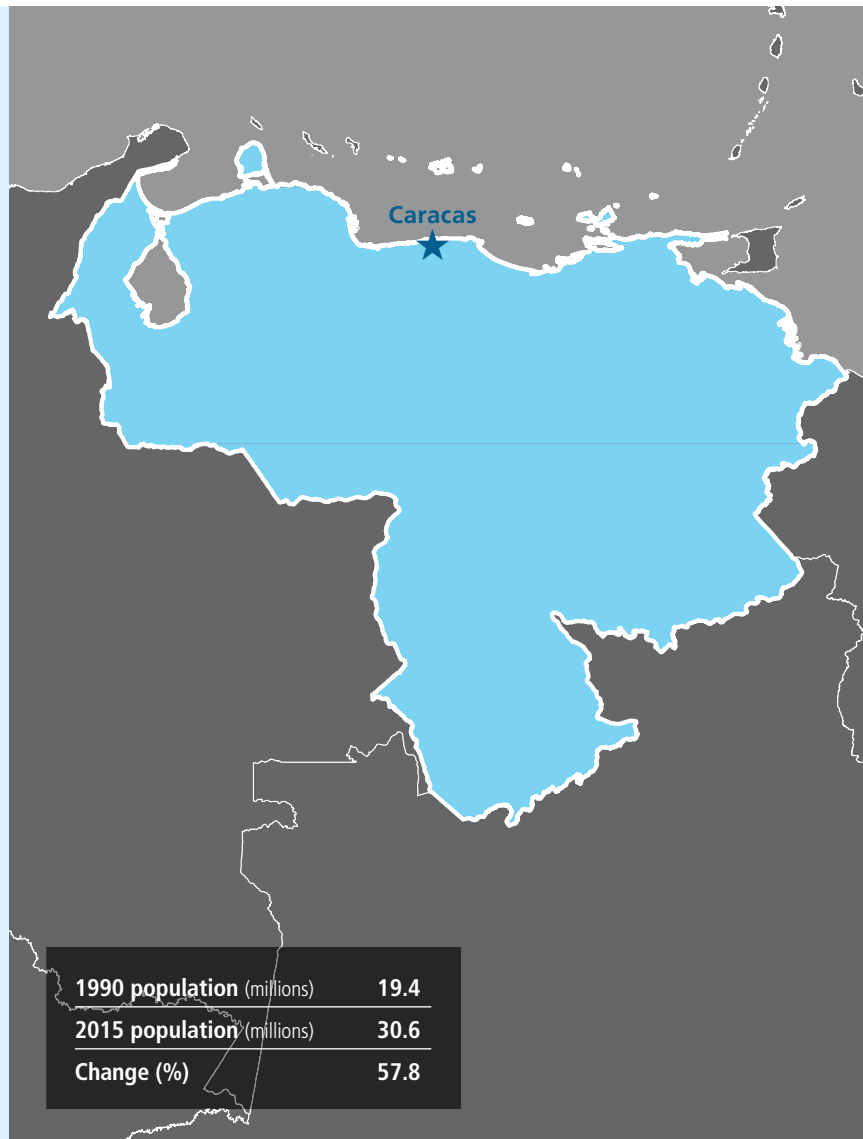 Caracas
1990 population (millions) 19.4
2015 population (millions) 30.6
Change (%) 57.8